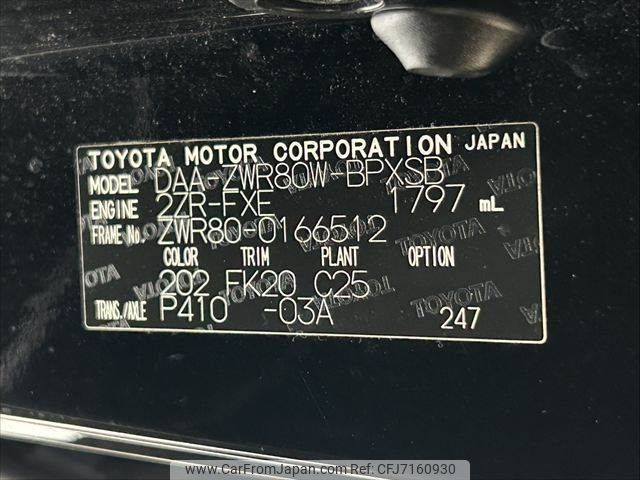 TOYOTA MOTOR CORPORATION JAPAN
MODEL DAA-ZWR80W-BPXSB
ENGINE 2ZR-FXE 1797 mL
FRAME No. ZWR80-0166512
COLOR TRIM PLANT OPTION
202 FK20 C25
TRANS./AXLE P410 -03A 247
www.CarFromJapan.com ID:CFJ7160930